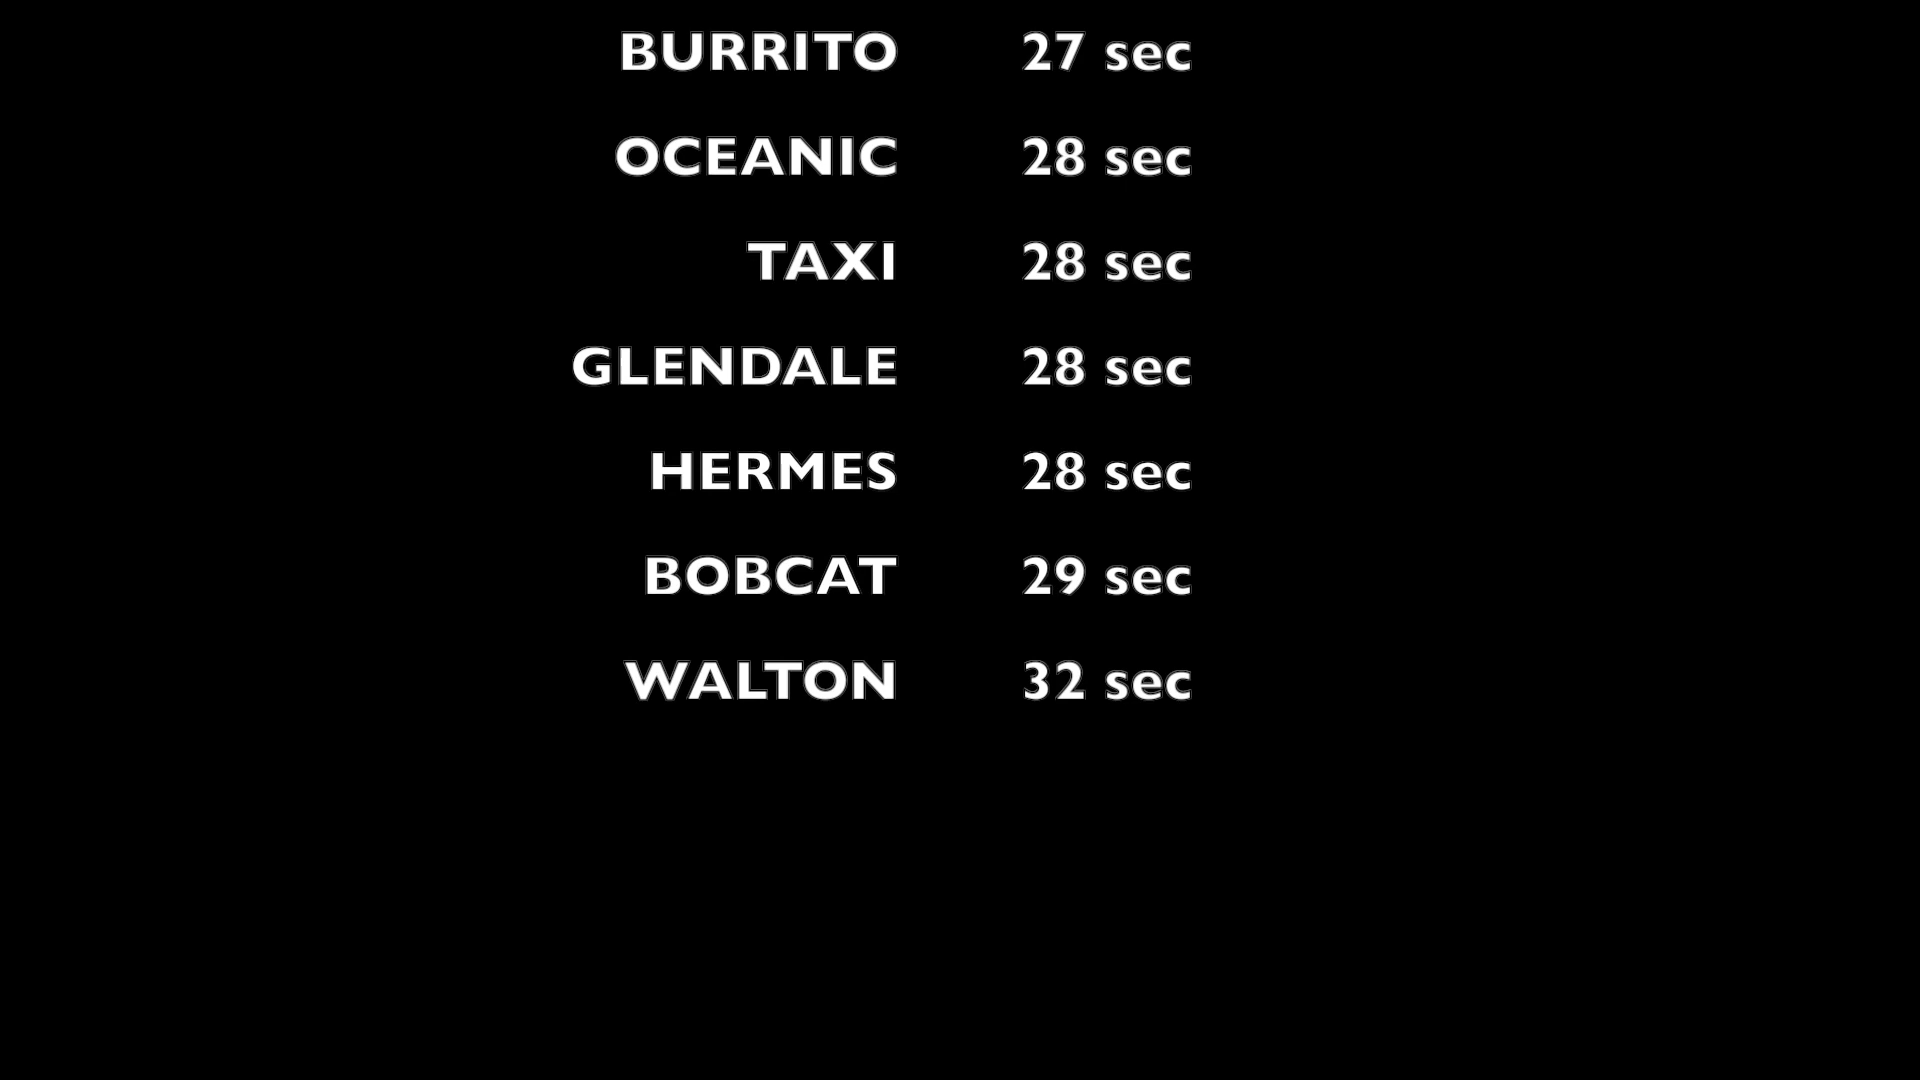 BURRITO 27 sec
OCEANIC 28 sec
TAXI 28 sec
GLENDALE 28 sec
HERMES 28 sec
BOBCAT 29 sec
WALTON 32 sec